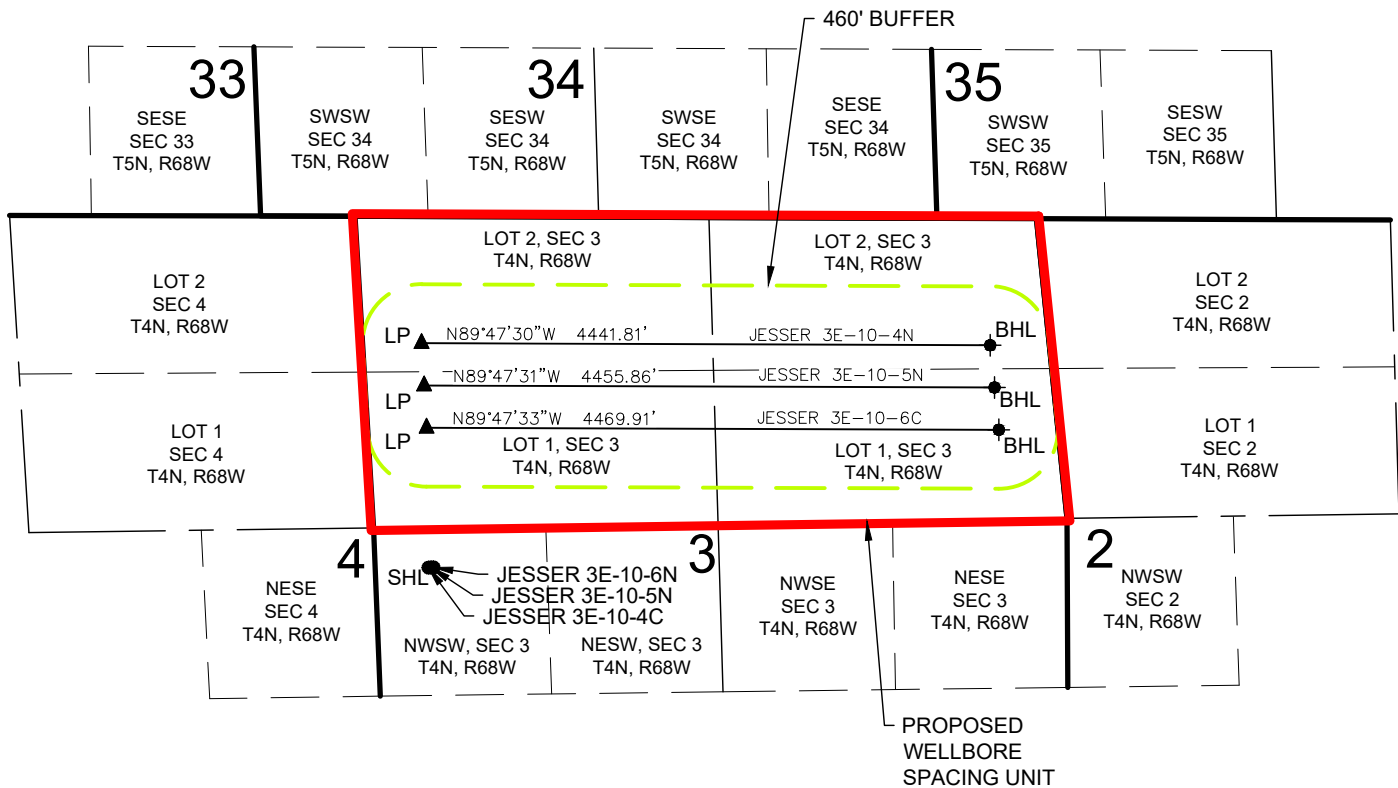 460' BUFFER
33
34
35
SESE
SEC 33
T5N, R68W
SWSW
SEC 34
T5N, R68W
SESW
SEC 34
T5N, R68W
SWSE
SEC 34
T5N, R68W
SESE
SEC 34
T5N, R68W
SWSW
SEC 35
T5N, R68W
SESW
SEC 35
T5N, R68W
LOT 2
SEC 4
T4N, R68W
LOT 2, SEC 3
T4N, R68W
LOT 2, SEC 3
T4N, R68W
LOT 2
SEC 2
T4N, R68W
LP
N89°47'30"W 4441.81'
JESSER 3E-10-4N
BHL
N89°47'31"W 4455.86'
JESSER 3E-10-5N
LP
BHL
N89°47'33"W 4469.91'
JESSER 3E-10-6C
LP
BHL
LOT 1
SEC 4
T4N, R68W
LOT 1, SEC 3
T4N, R68W
LOT 1, SEC 3
T4N, R68W
LOT 1
SEC 2
T4N, R68W
4
3
2
SHL
JESSER 3E-10-6N
JESSER 3E-10-5N
JESSER 3E-10-4C
NESE
SEC 4
T4N, R68W
NWSW, SEC 3
T4N, R68W
NESW, SEC 3
T4N, R68W
NWSE
SEC 3
T4N, R68W
NESE
SEC 3
T4N, R68W
NWSW
SEC 2
T4N, R68W
PROPOSED
WELLBORE
SPACING UNIT